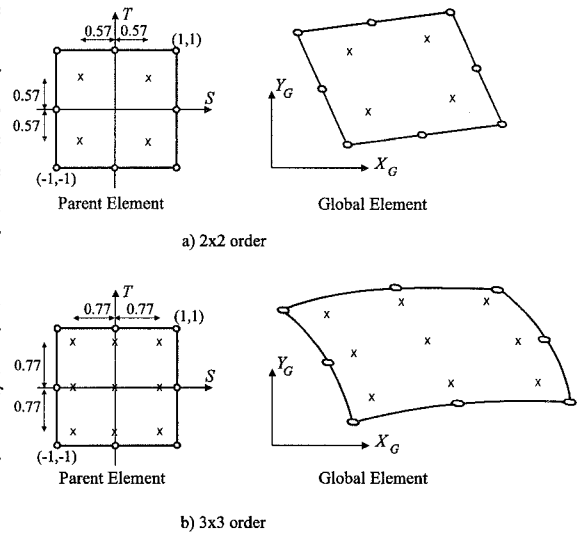 T
0.57 0.57
(1,1)
0.57
S
0.57
(-1,-1)
Parent Element
Y_G
X_G
Global Element
a) 2x2 order
T
0.77 0.77
(1,1)
0.77
S
0.77
(-1,-1)
Parent Element
Y_G
X_G
Global Element
b) 3x3 order